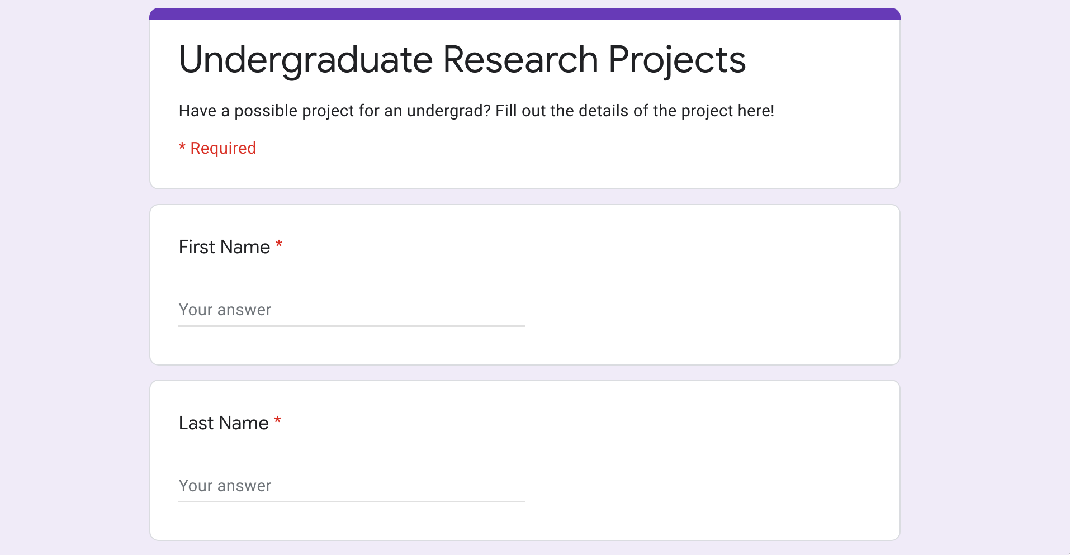 Undergraduate Research Projects
Have a possible project for an undergrad? Fill out the details of the project here!
* Required
First Name *
Your answer
Last Name *
Your answer